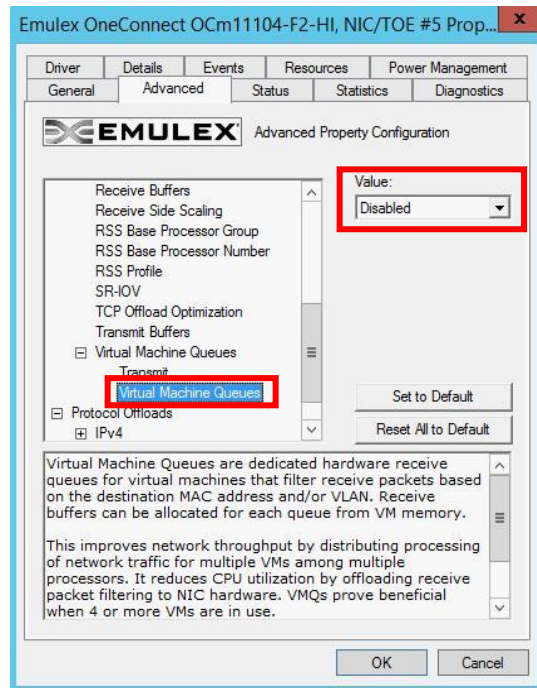 Emulex OneConnect OCm11104-F2-HI, NIC/TOE #5 Prop... x
Driver Details Events Resources Power Management
General Advanced Status Statistics Diagnostics
EMULEX Advanced Property Configuration
Value:
Disabled
Receive Buffers
Receive Side Scaling
RSS Base Processor Group
RSS Base Processor Number
RSS Profile
SR-IOV
TCP Offload Optimization
Transmit Buffers
Virtual Machine Queues
Transmit
Virtual Machine Queues
Protocol Offloads
IPv4
Set to Default
Reset All to Default
Virtual Machine Queues are dedicated hardware receive
queues for virtual machines that filter receive packets based
on the destination MAC address and/or VLAN. Receive
buffers can be allocated for each queue from VM memory.
This improves network throughput by distributing processing
of network traffic for multiple VMs among multiple
processors. It reduces CPU utilization by offloading receive
packet filtering to NIC hardware. VMQs prove beneficial
when 4 or more VMs are in use.
OK Cancel